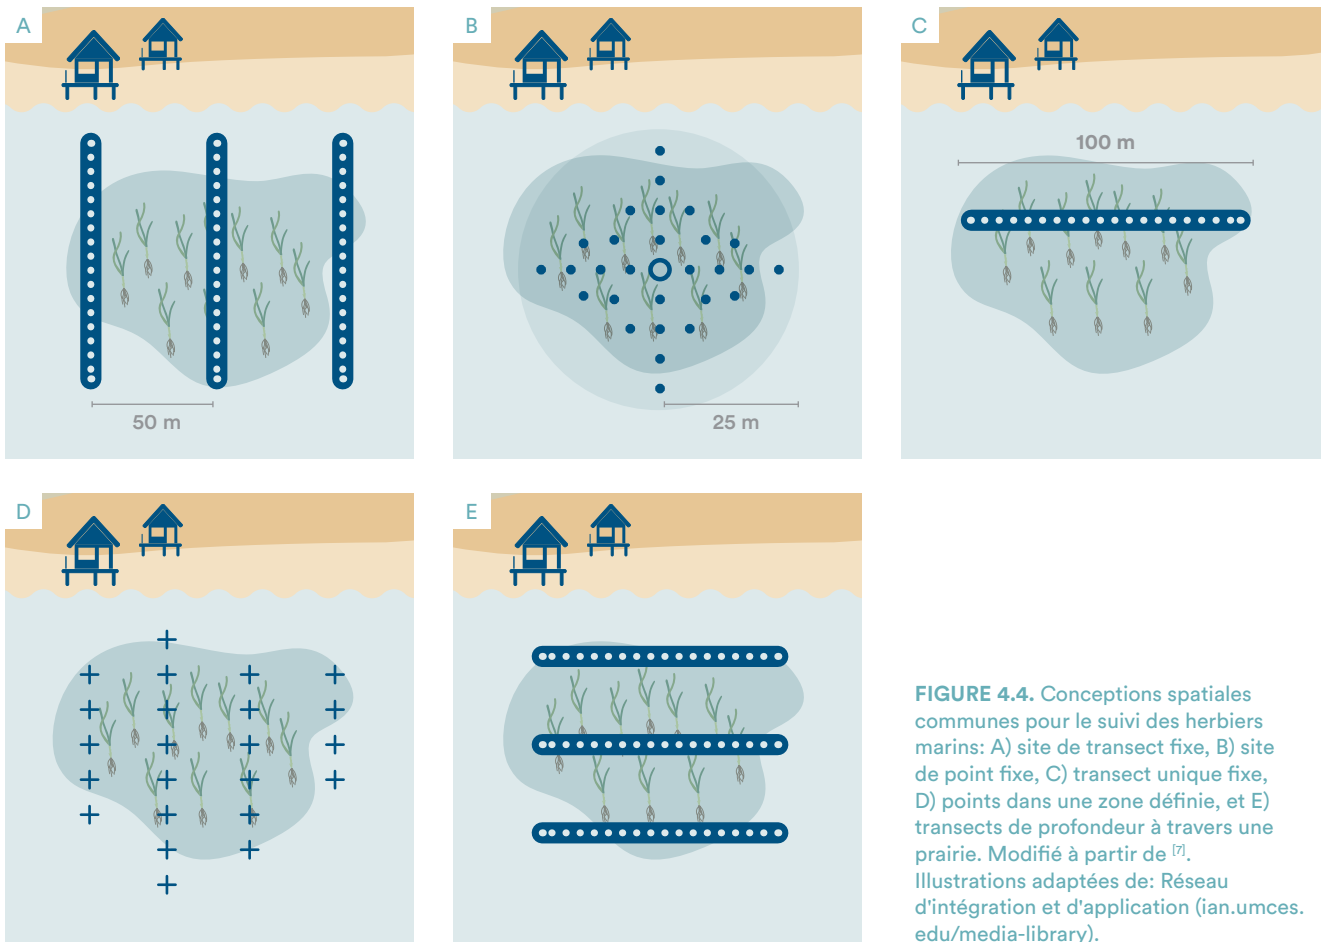 A
B
C
100 m
50 m
25 m
D
E
FIGURE 4.4. Conceptions spatiales
communes pour le suivi des herbiers
marins: A) site de transect fixe, B) site
de point fixe, C) transect unique fixe,
D) points dans une zone définie, et E)
transects de profondeur à travers une
prairie. Modifié à partir de [7].
Illustrations adaptées de: Réseau
d'intégration et d'application (ian.umces.
edu/media-library).